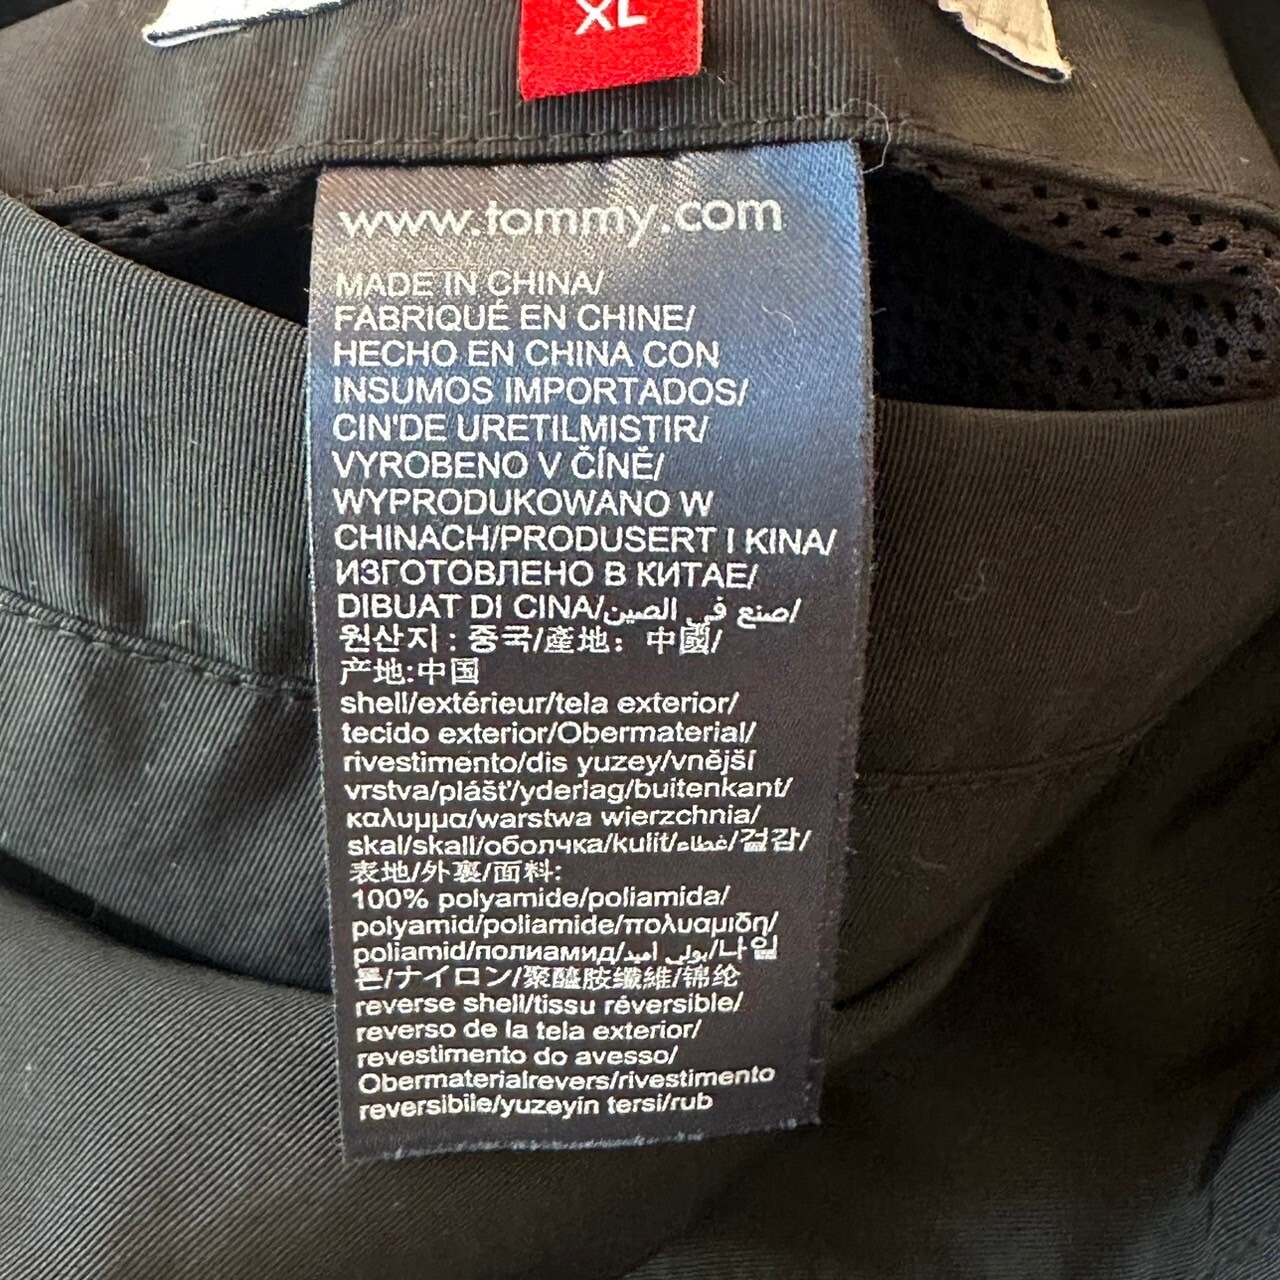 XL
www.tommy.com
MADE IN CHINA/
FABRIQUÉ EN CHINE/
HECHO EN CHINA CON
INSUMOS IMPORTADOS/
CIN'DE URETILMISTIR/
VYROBENO V ČÍNĚ/
WYPRODUKOWANO W
CHINACH/PRODUSERT I KINA/
ИЗГОТОВЛЕНО В КИТАЕ/
DIBUAT DI CINA/صنع في الصين/
원산지 : 중국/產地：中國/
产地:中国
shell/extérieur/tela exterior/
tecido exterior/Obermaterial/
rivestimento/dis yuzey/vnější
vrstva/plášť/yderlag/buitenkant/
καλυμμα/warstwa wierzchnia/
skal/skall/оболчка/kulit/غطاء/겉감/
表地/外裏/面料:
100% polyamide/poliamida/
polyamid/poliamide/πολυαμιδη/
poliamid/полиамид/بولي أميد/나일
론/ナイロン/聚醯胺纖維/锦纶
reverse shell/tissu réversible/
reverso de la tela exterior/
revestimento do avesso/
Obermaterialrevers/rivestimento
reversibile/yuzeyin tersi/rub